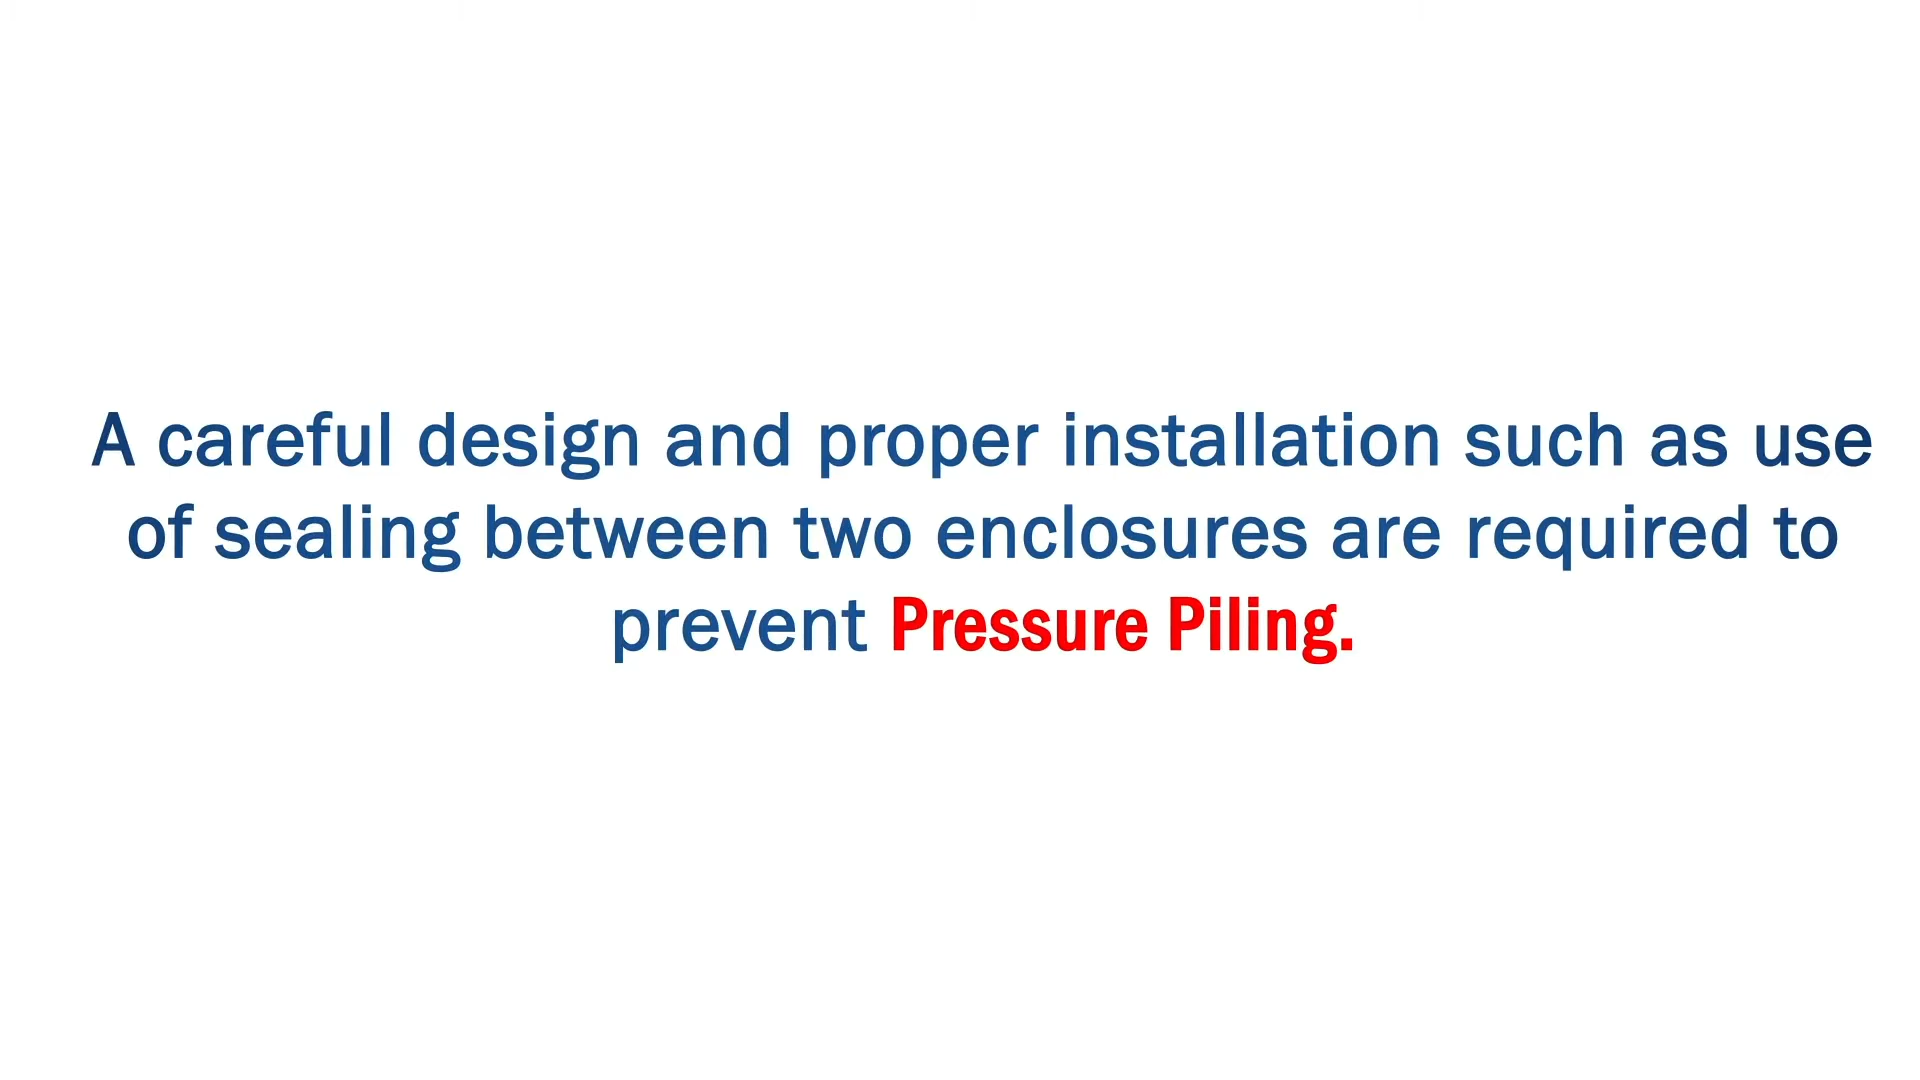 A careful design and proper installation such as use
of sealing between two enclosures are required to
prevent Pressure Piling.